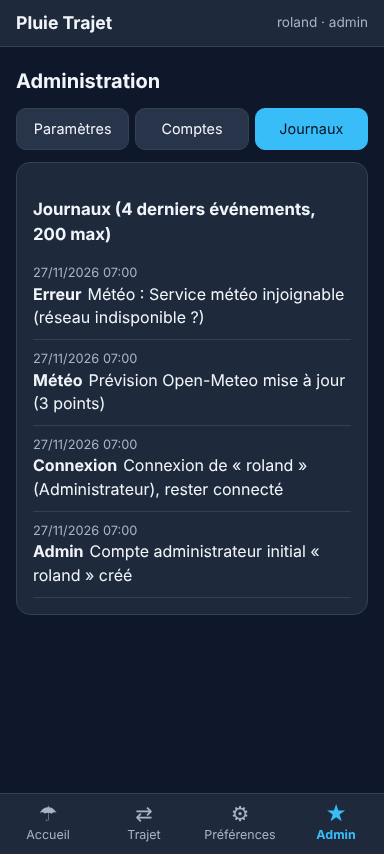 Pluie Trajet
roland · admin
Administration
Paramètres
Comptes
Journaux
Journaux (4 derniers événements,
200 max)
27/11/2026 07:00
Erreur Météo : Service météo injoignable
(réseau indisponible ?)
27/11/2026 07:00
Météo Prévision Open-Meteo mise à jour
(3 points)
27/11/2026 07:00
Connexion Connexion de « roland »
(Administrateur), rester connecté
27/11/2026 07:00
Admin Compte administrateur initial «
roland » créé
Accueil
Trajet
Préférences
Admin